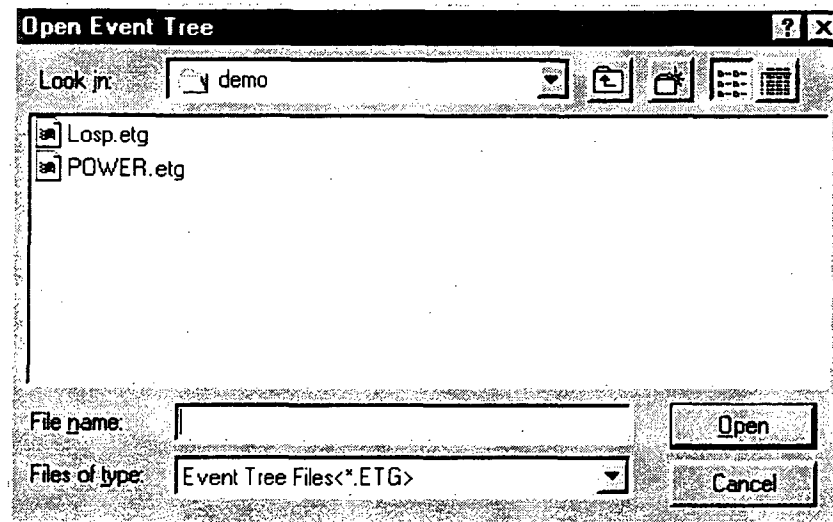 Open Event Tree
Look in: demo
Losp.etg
POWER.etg
File name: Open
Files of type: Event Tree Files<*.ETG> Cancel